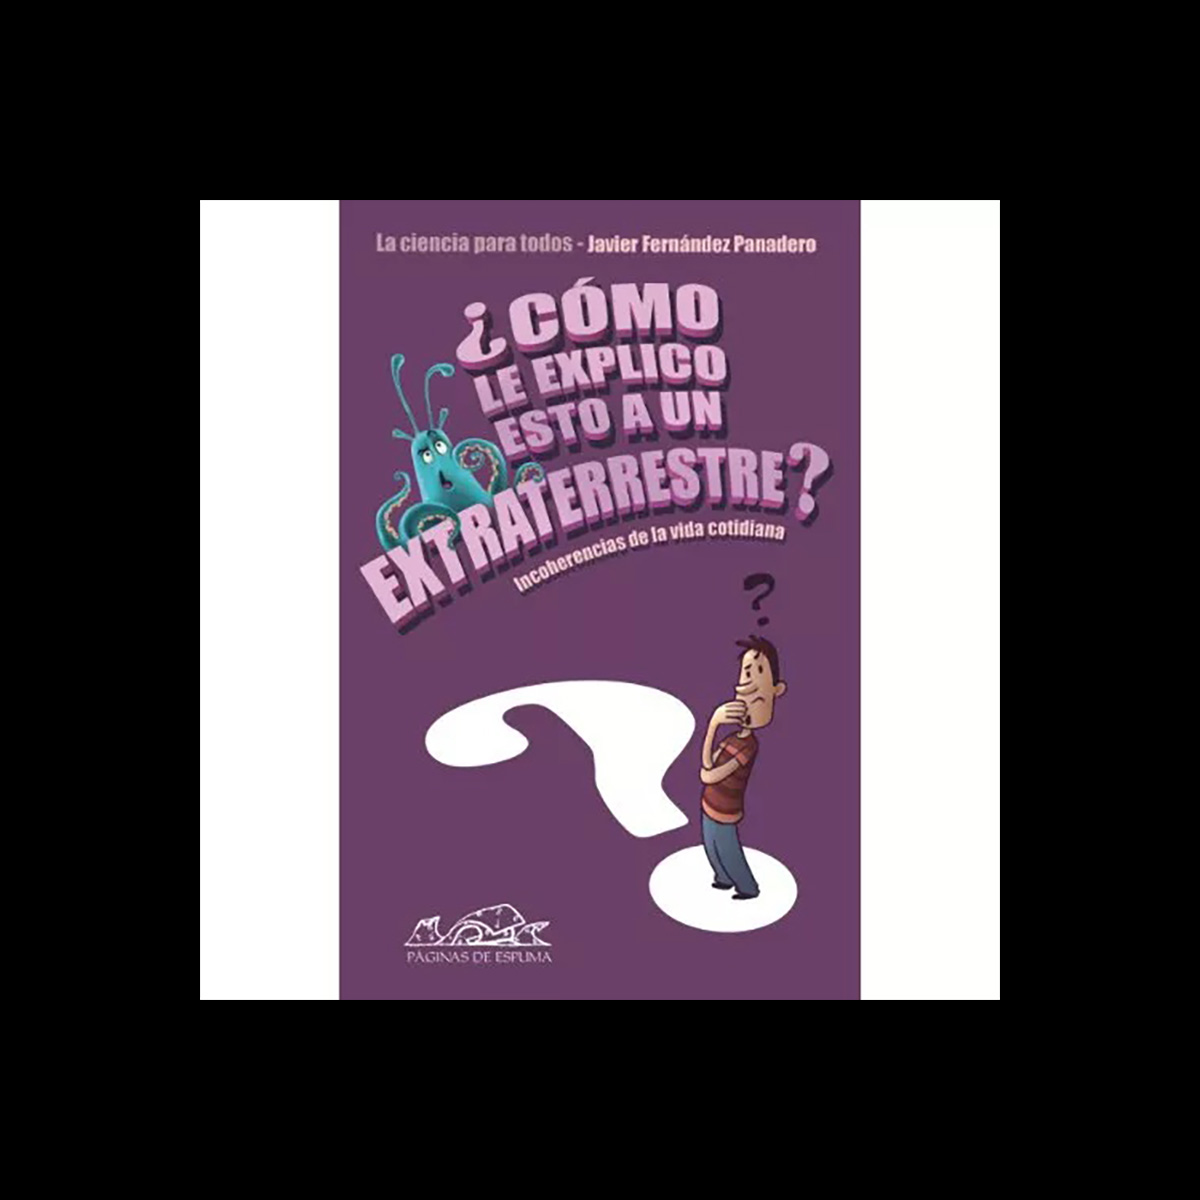 La ciencia para todos - Javier Fernández Panadero
¿CÓMO
LE EXPLICO
ESTO A UN
EXTRATERRESTRE?
Incoherencias de la vida cotidiana
?
PÁGINAS DE ESPUMA